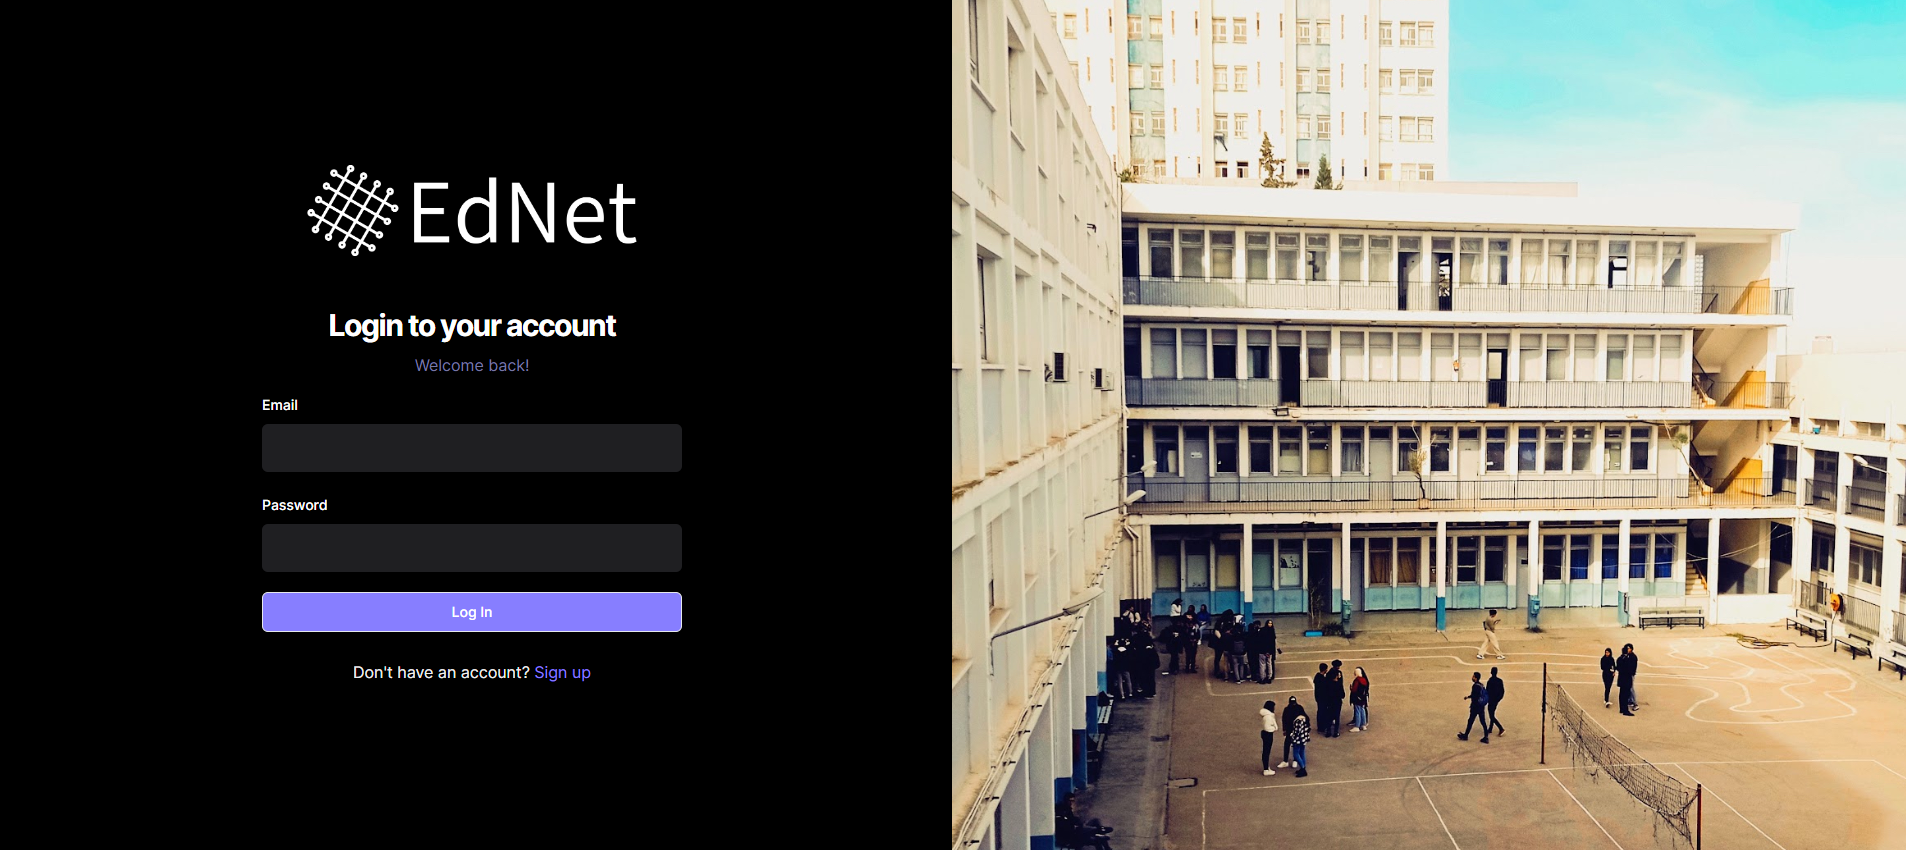 EdNet
Login to your account
Welcome back!
Email
Password
Log In
Don't have an account? Sign up